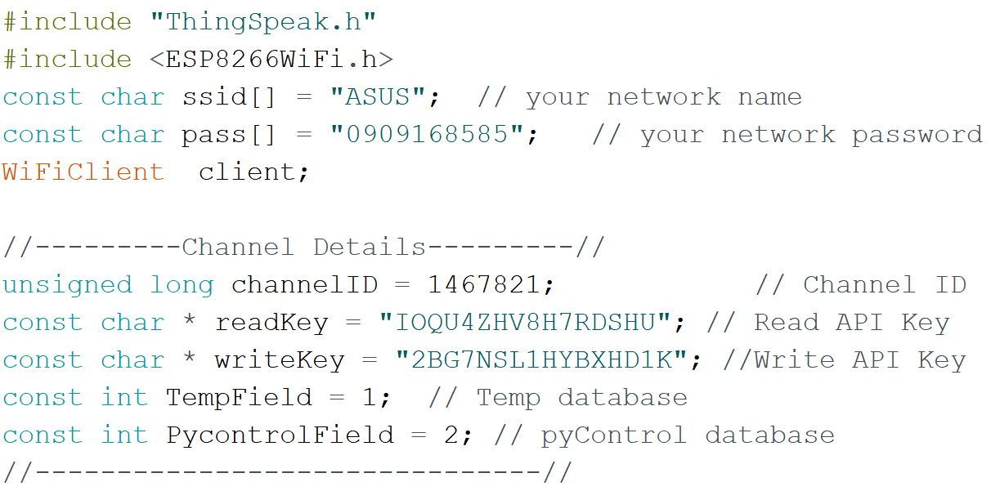 #include "ThingSpeak.h"
#include <ESP8266WiFi.h>
const char ssid[] = "ASUS";  // your network name
const char pass[] = "0909168585";   // your network password
WiFiClient  client;
//---------Channel Details---------//
unsigned long channelID = 1467821;            // Channel ID
const char * readKey = "IOQU4ZHV8H7RDSHU"; // Read API Key
const char * writeKey = "2BG7NSL1HYBXHD1K"; //Write API Key
const int TempField = 1;  // Temp database
const int PycontrolField = 2; // pyControl database
//-------------------------------//